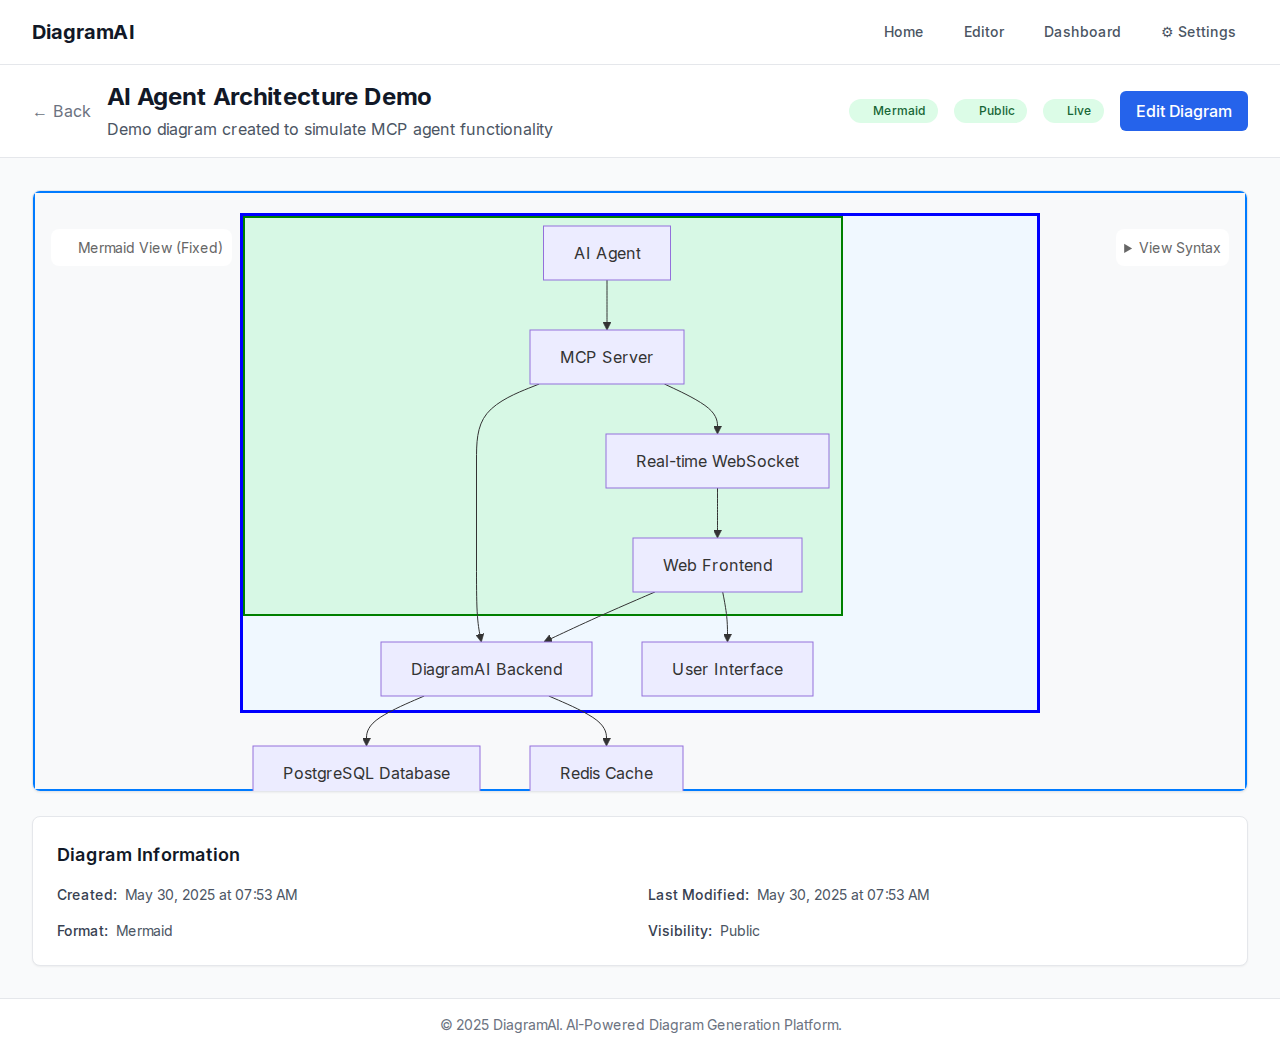 DiagramAI
Home
Editor
Dashboard
⚙ Settings
← Back
AI Agent Architecture Demo
Demo diagram created to simulate MCP agent functionality
Mermaid
Public
Live
Edit Diagram
Mermaid View (Fixed)
▶ View Syntax
AI Agent
MCP Server
Real-time WebSocket
Web Frontend
DiagramAI Backend
User Interface
PostgreSQL Database
Redis Cache
Diagram Information
Created: May 30, 2025 at 07:53 AM
Last Modified: May 30, 2025 at 07:53 AM
Format: Mermaid
Visibility: Public
© 2025 DiagramAI. AI-Powered Diagram Generation Platform.